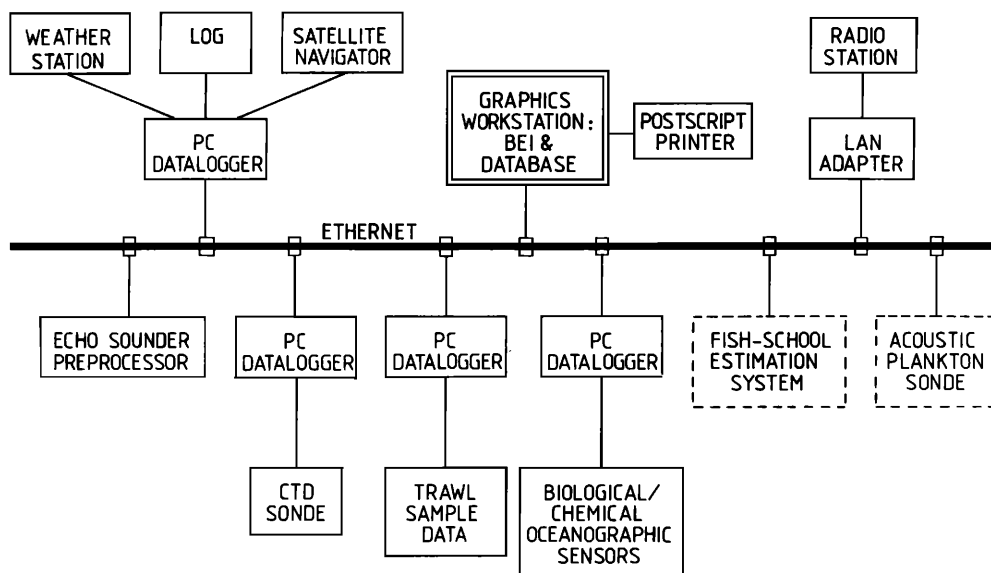 WEATHER
STATION
LOG
SATELLITE
NAVIGATOR
RADIO
STATION
GRAPHICS
WORKSTATION:
BEI &
DATABASE
POSTSCRIPT
PRINTER
PC
DATALOGGER
LAN
ADAPTER
ETHERNET
ECHO SOUNDER
PREPROCESSOR
PC
DATALOGGER
PC
DATALOGGER
PC
DATALOGGER
FISH-SCHOOL
ESTIMATION
SYSTEM
ACOUSTIC
PLANKTON
SONDE
CTD
SONDE
TRAWL
SAMPLE
DATA
BIOLOGICAL/
CHEMICAL
OCEANOGRAPHIC
SENSORS